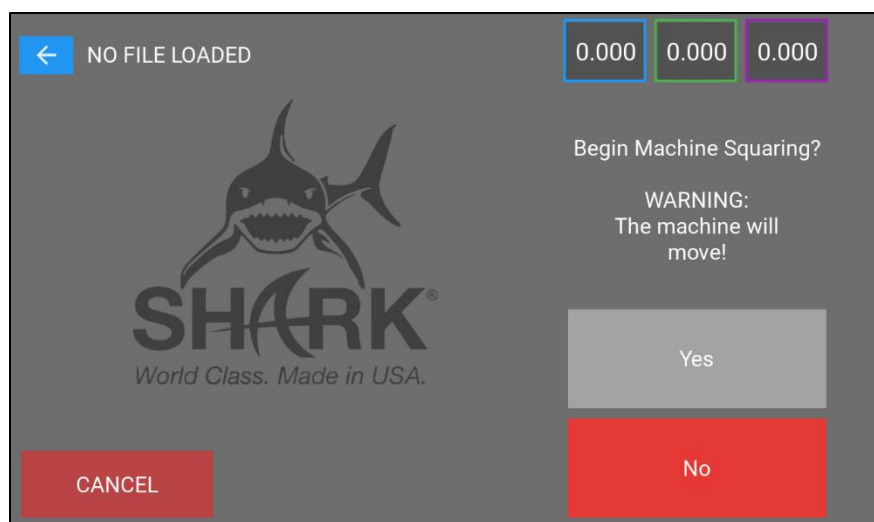 NO FILE LOADED
0.000 0.000 0.000
Begin Machine Squaring?
WARNING:
The machine will
move!
SHARK®
World Class. Made in USA.
Yes
No
CANCEL